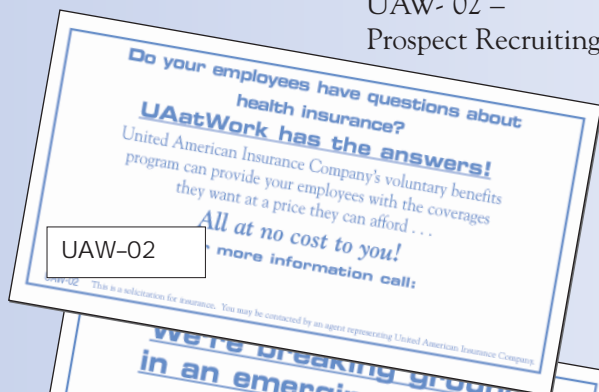 UAW- 02 –
Prospect Recruiting
Do your employees have questions about
health insurance?
UAatWork has the answers!
United American Insurance Company's voluntary benefits
program can provide your employees with the coverages
they want at a price they can afford . . .
All at no cost to you!
more information call:
UAW–02
UAW-02 This is a solicitation for insurance. You may be contacted by an agent representing United American Insurance Company.
We're breaking
in an